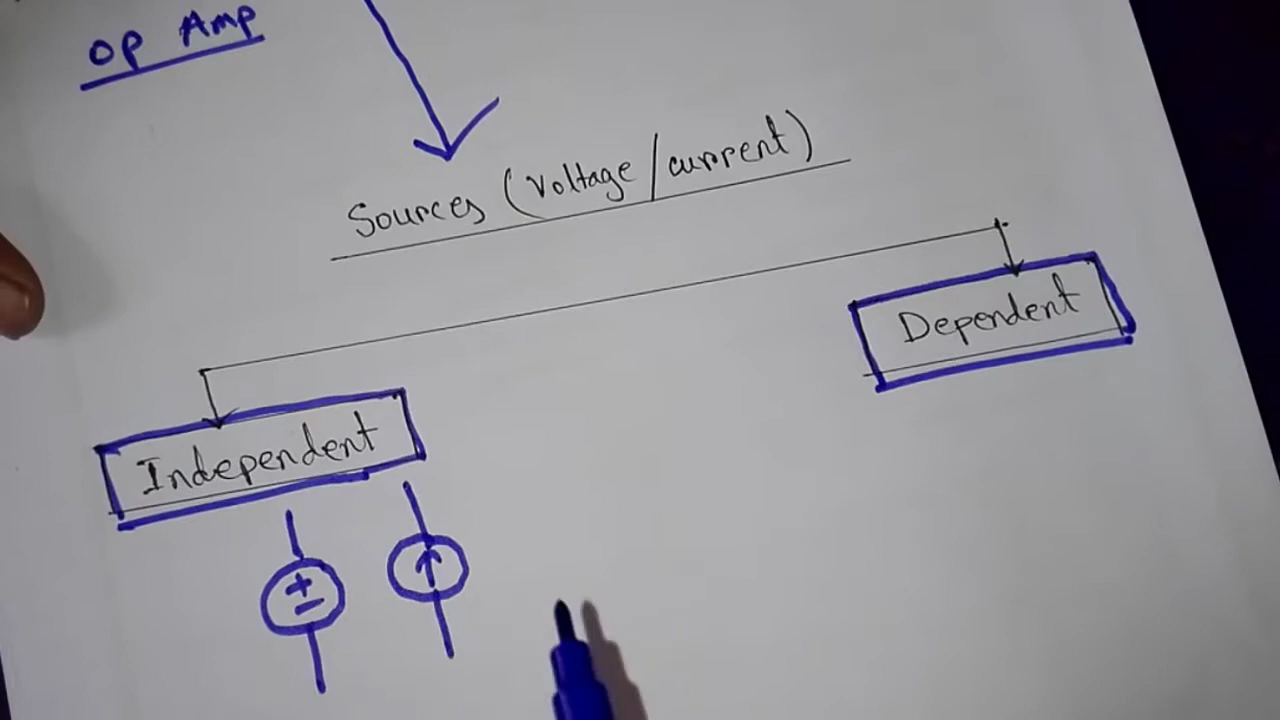 Op Amp
Sources (Voltage/current)
Dependent
Independent
+
-